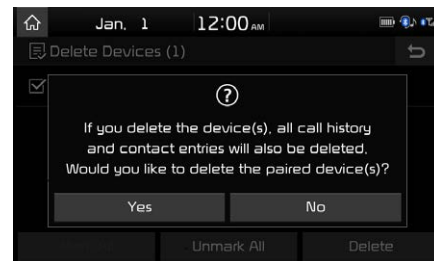 Jan. 1 12:00 AM
Delete Devices (1)
If you delete the device(s), all call history
and contact entries will also be deleted.
Would you like to delete the paired device(s)?
Yes No
Unmark All Delete